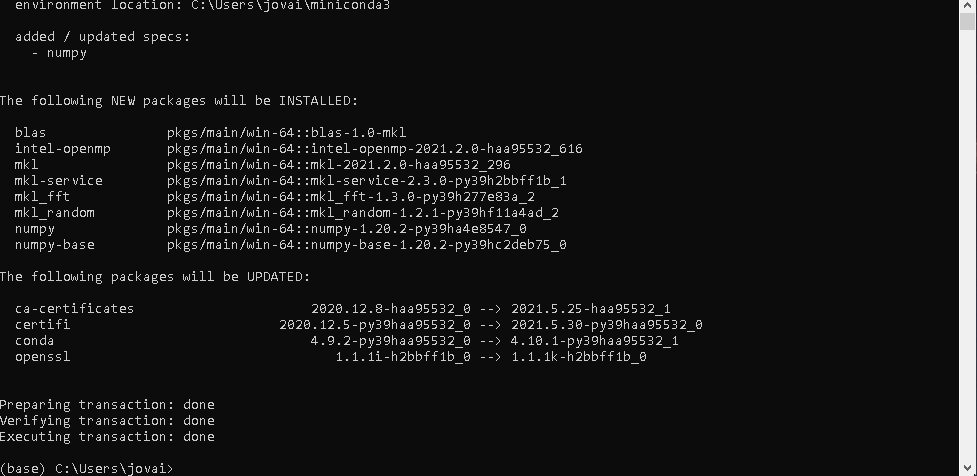 environment location: C:\Users\jovai\miniconda3
added / updated specs:
- numpy
The following NEW packages will be INSTALLED:
blas pkgs/main/win-64::blas-1.0-mkl
intel-openmp pkgs/main/win-64::intel-openmp-2021.2.0-haa95532_616
mkl pkgs/main/win-64::mkl-2021.2.0-haa95532_296
mkl-service pkgs/main/win-64::mkl-service-2.3.0-py39h2bbff1b_1
mkl_fft pkgs/main/win-64::mkl_fft-1.3.0-py39h277e83a_2
mkl_random pkgs/main/win-64::mkl_random-1.2.1-py39hf11a4ad_2
numpy pkgs/main/win-64::numpy-1.20.2-py39ha4e8547_0
numpy-base pkgs/main/win-64::numpy-base-1.20.2-py39hc2deb75_0
The following packages will be UPDATED:
ca-certificates 2020.12.8-haa95532_0 --> 2021.5.25-haa95532_1
certifi 2020.12.5-py39haa95532_0 --> 2021.5.30-py39haa95532_0
conda 4.9.2-py39haa95532_0 --> 4.10.1-py39haa95532_1
openssl 1.1.1i-h2bbff1b_0 --> 1.1.1k-h2bbff1b_0
Preparing transaction: done
Verifying transaction: done
Executing transaction: done
(base) C:\Users\jovai>